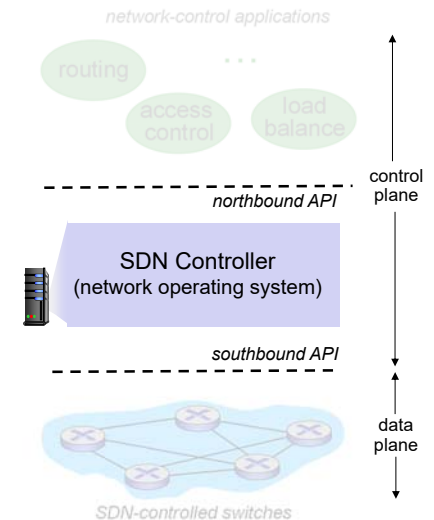 network-control applications
routing
...
access
control
load
balance
control
plane
northbound API
SDN Controller
(network operating system)
southbound API
data
plane
SDN-controlled switches